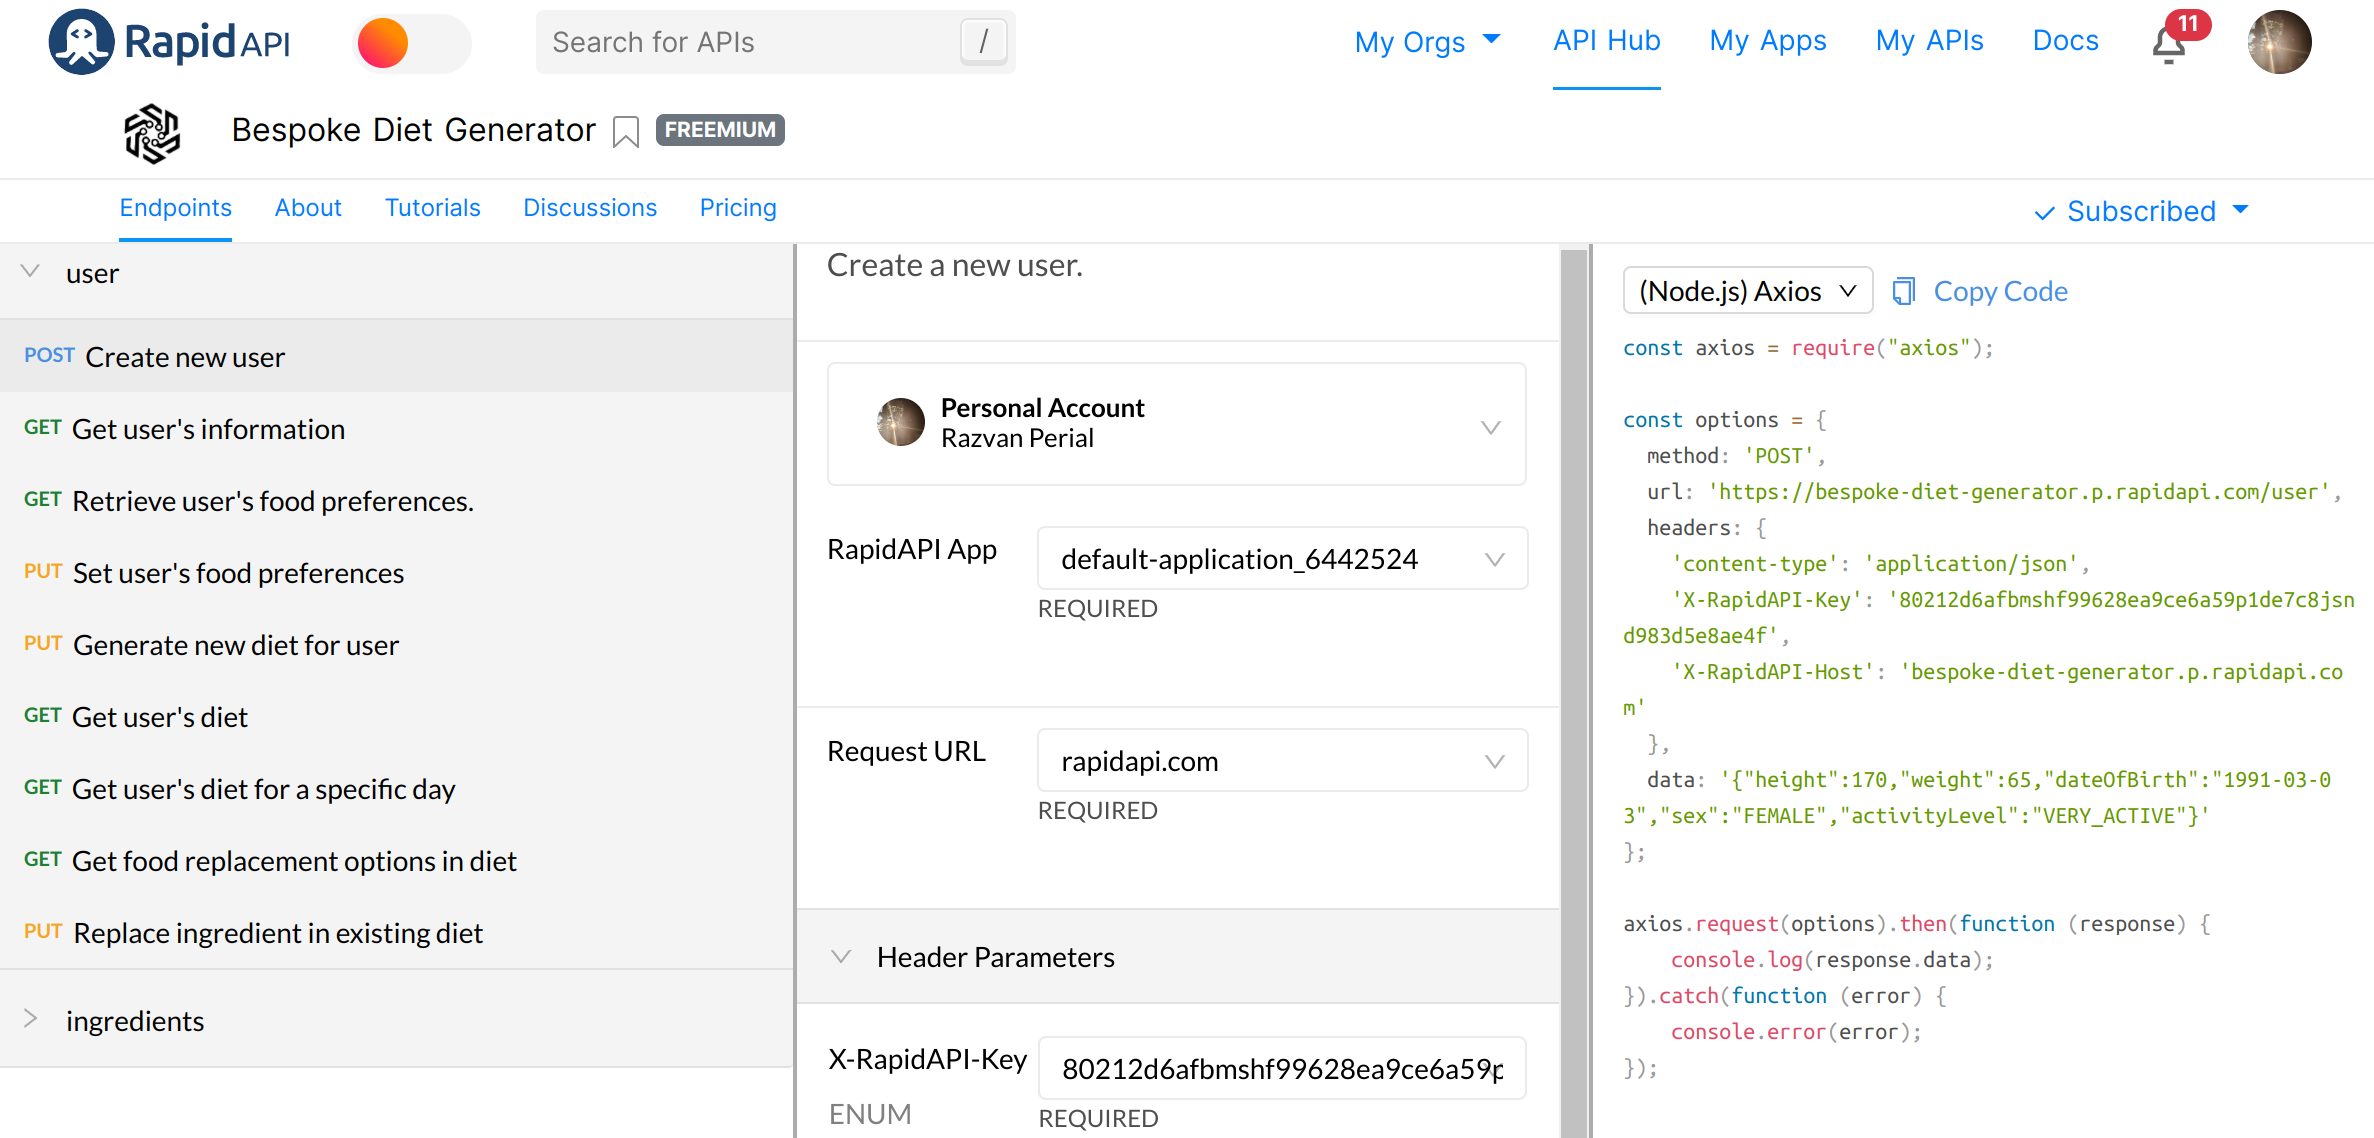 RapidAPI
Search for APIs
/
My Orgs
API Hub
My Apps
My APIs
Docs
11
Bespoke Diet Generator
FREEMIUM
Endpoints
About
Tutorials
Discussions
Pricing
Subscribed
user
POST Create new user
GET Get user's information
GET Retrieve user's food preferences.
PUT Set user's food preferences
PUT Generate new diet for user
GET Get user's diet
GET Get user's diet for a specific day
GET Get food replacement options in diet
PUT Replace ingredient in existing diet
ingredients
Create a new user.
Personal Account
Razvan Perial
RapidAPI App
default-application_6442524
REQUIRED
Request URL
rapidapi.com
REQUIRED
Header Parameters
X-RapidAPI-Key
80212d6afbmshf99628ea9ce6a59p
ENUM
REQUIRED
(Node.js) Axios
Copy Code
const axios = require("axios");
const options = {
method: 'POST',
url: 'https://bespoke-diet-generator.p.rapidapi.com/user',
headers: {
'content-type': 'application/json',
'X-RapidAPI-Key': '80212d6afbmshf99628ea9ce6a59p1de7c8jsn
d983d5e8ae4f',
'X-RapidAPI-Host': 'bespoke-diet-generator.p.rapidapi.co
m'
},
data: '{"height":170,"weight":65,"dateOfBirth":"1991-03-0
3","sex":"FEMALE","activityLevel":"VERY_ACTIVE"}'
};
axios.request(options).then(function (response) {
console.log(response.data);
}).catch(function (error) {
console.error(error);
});